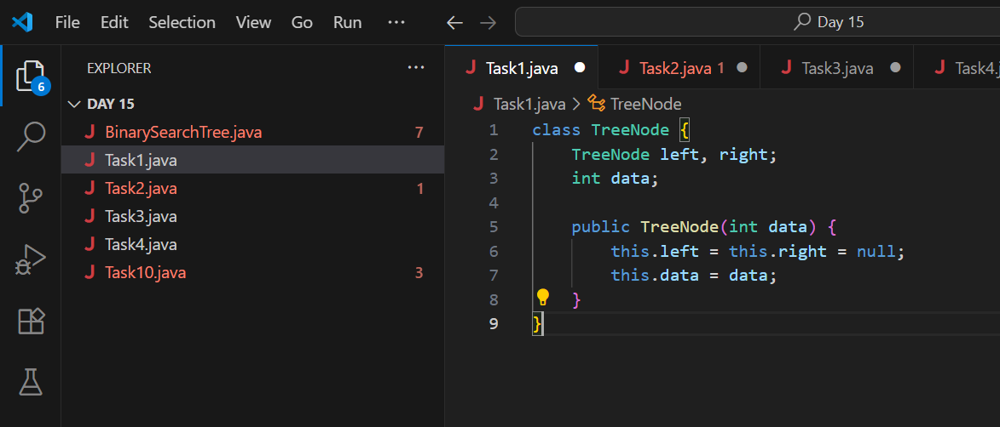 File Edit Selection View Go Run ··· Day 15
6
EXPLORER ···
DAY 15
BinarySearchTree.java 7
Task1.java
Task2.java 1
Task3.java
Task4.java
Task10.java 3
Task1.java Task2.java 1 Task3.java Task4.j
Task1.java > TreeNode
1 class TreeNode {
2 TreeNode left, right;
3 int data;
4
5 public TreeNode(int data) {
6 this.left = this.right = null;
7 this.data = data;
8 }
9 }